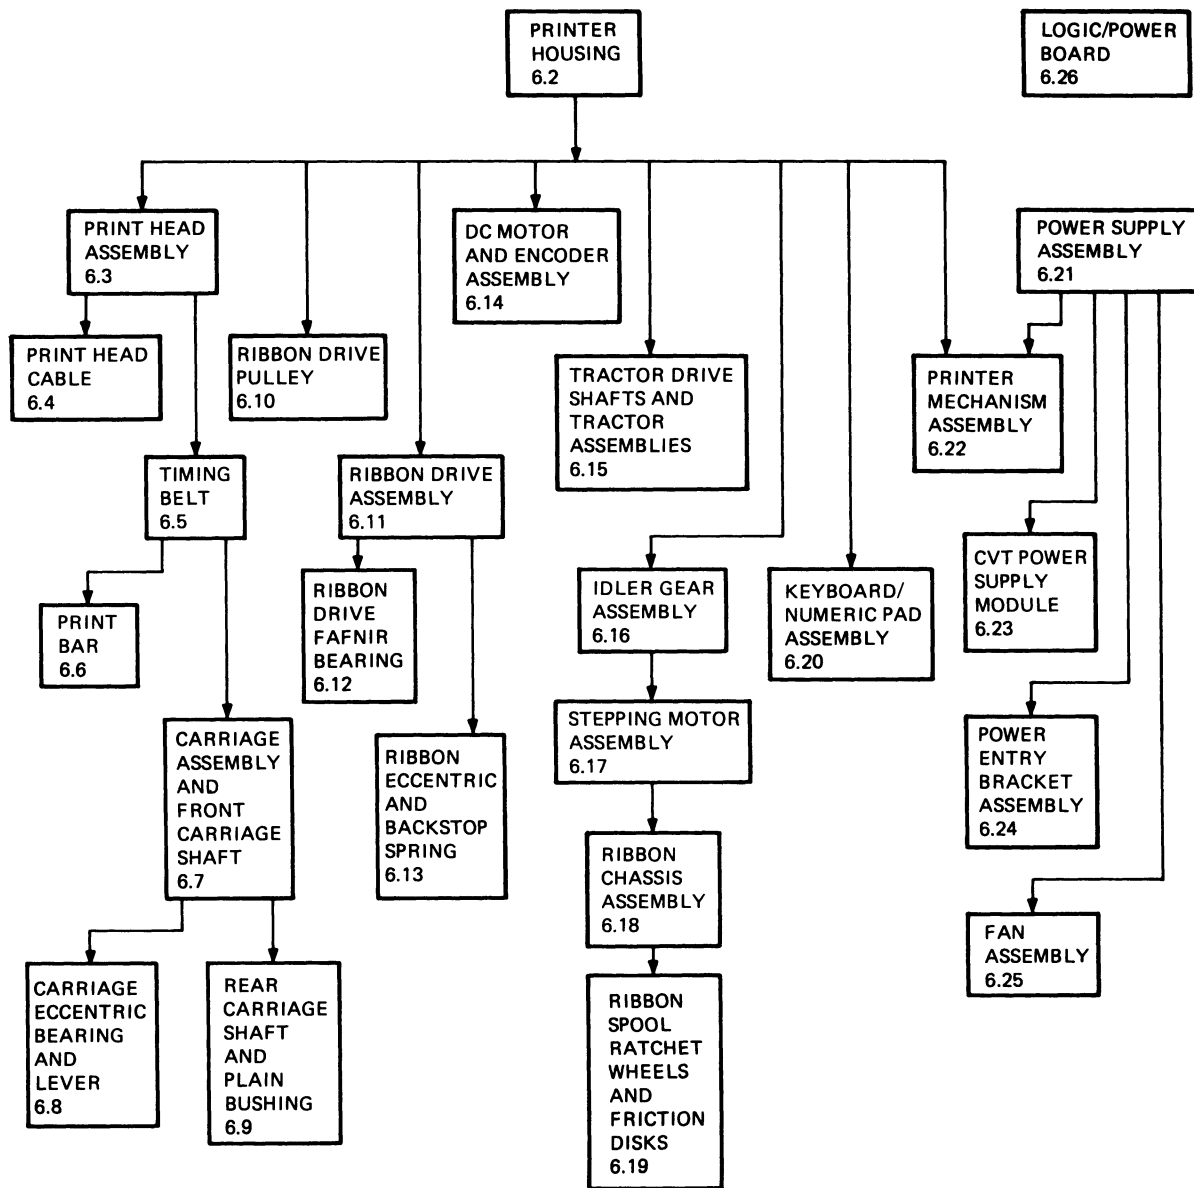 PRINTER
HOUSING
6.2
LOGIC/POWER
BOARD
6.26
PRINT HEAD
ASSEMBLY
6.3
DC MOTOR
AND ENCODER
ASSEMBLY
6.14
POWER SUPPLY
ASSEMBLY
6.21
PRINT HEAD
CABLE
6.4
RIBBON DRIVE
PULLEY
6.10
TRACTOR DRIVE
SHAFTS AND
TRACTOR
ASSEMBLIES
6.15
PRINTER
MECHANISM
ASSEMBLY
6.22
TIMING
BELT
6.5
RIBBON DRIVE
ASSEMBLY
6.11
PRINT
BAR
6.6
RIBBON
DRIVE
FAFNIR
BEARING
6.12
IDLER GEAR
ASSEMBLY
6.16
KEYBOARD/
NUMERIC PAD
ASSEMBLY
6.20
CVT POWER
SUPPLY
MODULE
6.23
CARRIAGE
ASSEMBLY
AND
FRONT
CARRIAGE
SHAFT
6.7
RIBBON
ECCENTRIC
AND
BACKSTOP
SPRING
6.13
STEPPING MOTOR
ASSEMBLY
6.17
POWER
ENTRY
BRACKET
ASSEMBLY
6.24
RIBBON
CHASSIS
ASSEMBLY
6.18
FAN
ASSEMBLY
6.25
CARRIAGE
ECCENTRIC
BEARING
AND
LEVER
6.8
REAR
CARRIAGE
SHAFT
AND
PLAIN
BUSHING
6.9
RIBBON
SPOOL
RATCHET
WHEELS
AND
FRICTION
DISKS
6.19